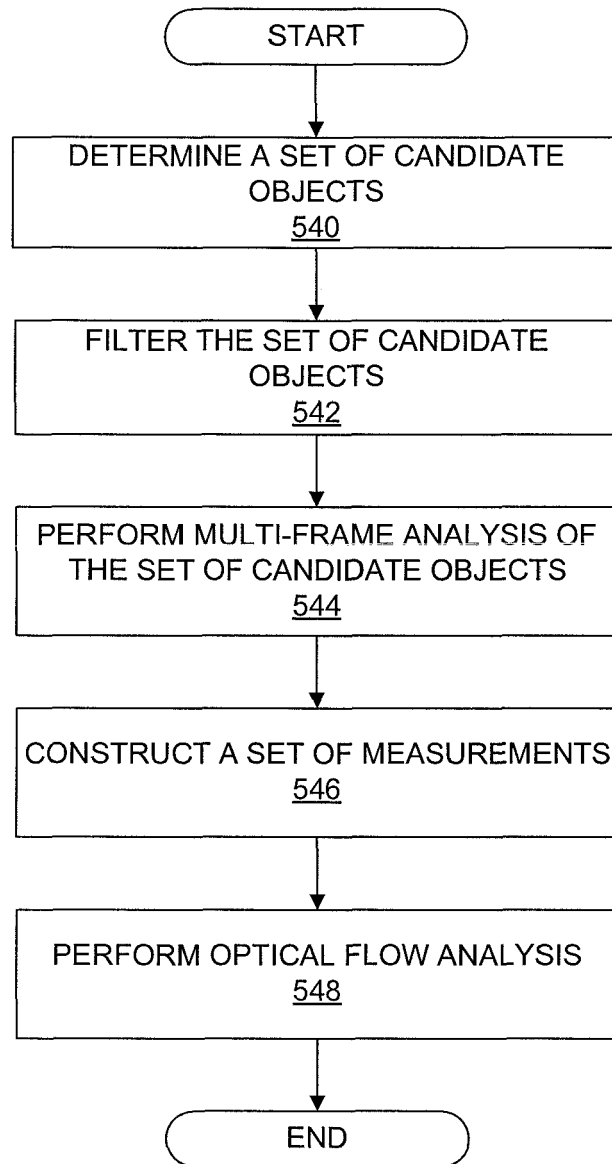 START
DETERMINE A SET OF CANDIDATE
OBJECTS
540
FILTER THE SET OF CANDIDATE
OBJECTS
542
PERFORM MULTI-FRAME ANALYSIS OF
THE SET OF CANDIDATE OBJECTS
544
CONSTRUCT A SET OF MEASUREMENTS
546
PERFORM OPTICAL FLOW ANALYSIS
548
END